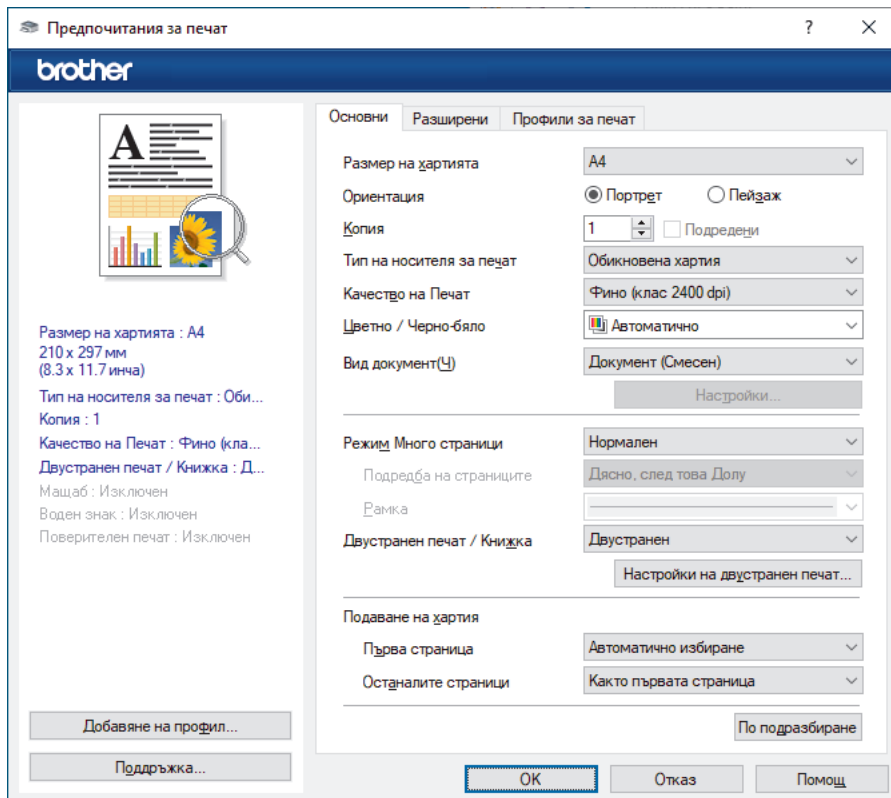 Предпочитания за печат
brother
A
Размер на хартията : A4
210 x 297 мм
(8.3 x 11.7 инча)
Тип на носителя за печат : Оби...
Копия : 1
Качество на Печат : Фино (кла...
Двустранен печат / Книжка : Д...
Мащаб : Изключен
Воден знак : Изключен
Поверителен печат : Изключен
Добавяне на профил...
Поддръжка...
Основни Разширени Профили за печат
Размер на хартията A4
Ориентация Портрет Пейзаж
Копия 1 Подредени
Тип на носителя за печат Обикновена хартия
Качество на Печат Фино (клас 2400 dpi)
Цветно / Черно-бяло Автоматично
Вид документ(Ч) Документ (Смесен)
Настройки...
Режим Много страници Нормален
Подредба на страниците Дясно, след това Долу
Рамка
Двустранен печат / Книжка Двустранен
Настройки на двустранен печат...
Подаване на хартия
Първа страница Автоматично избиране
Останалите страници Както първата страница
По подразбиране
OK Отказ Помощ